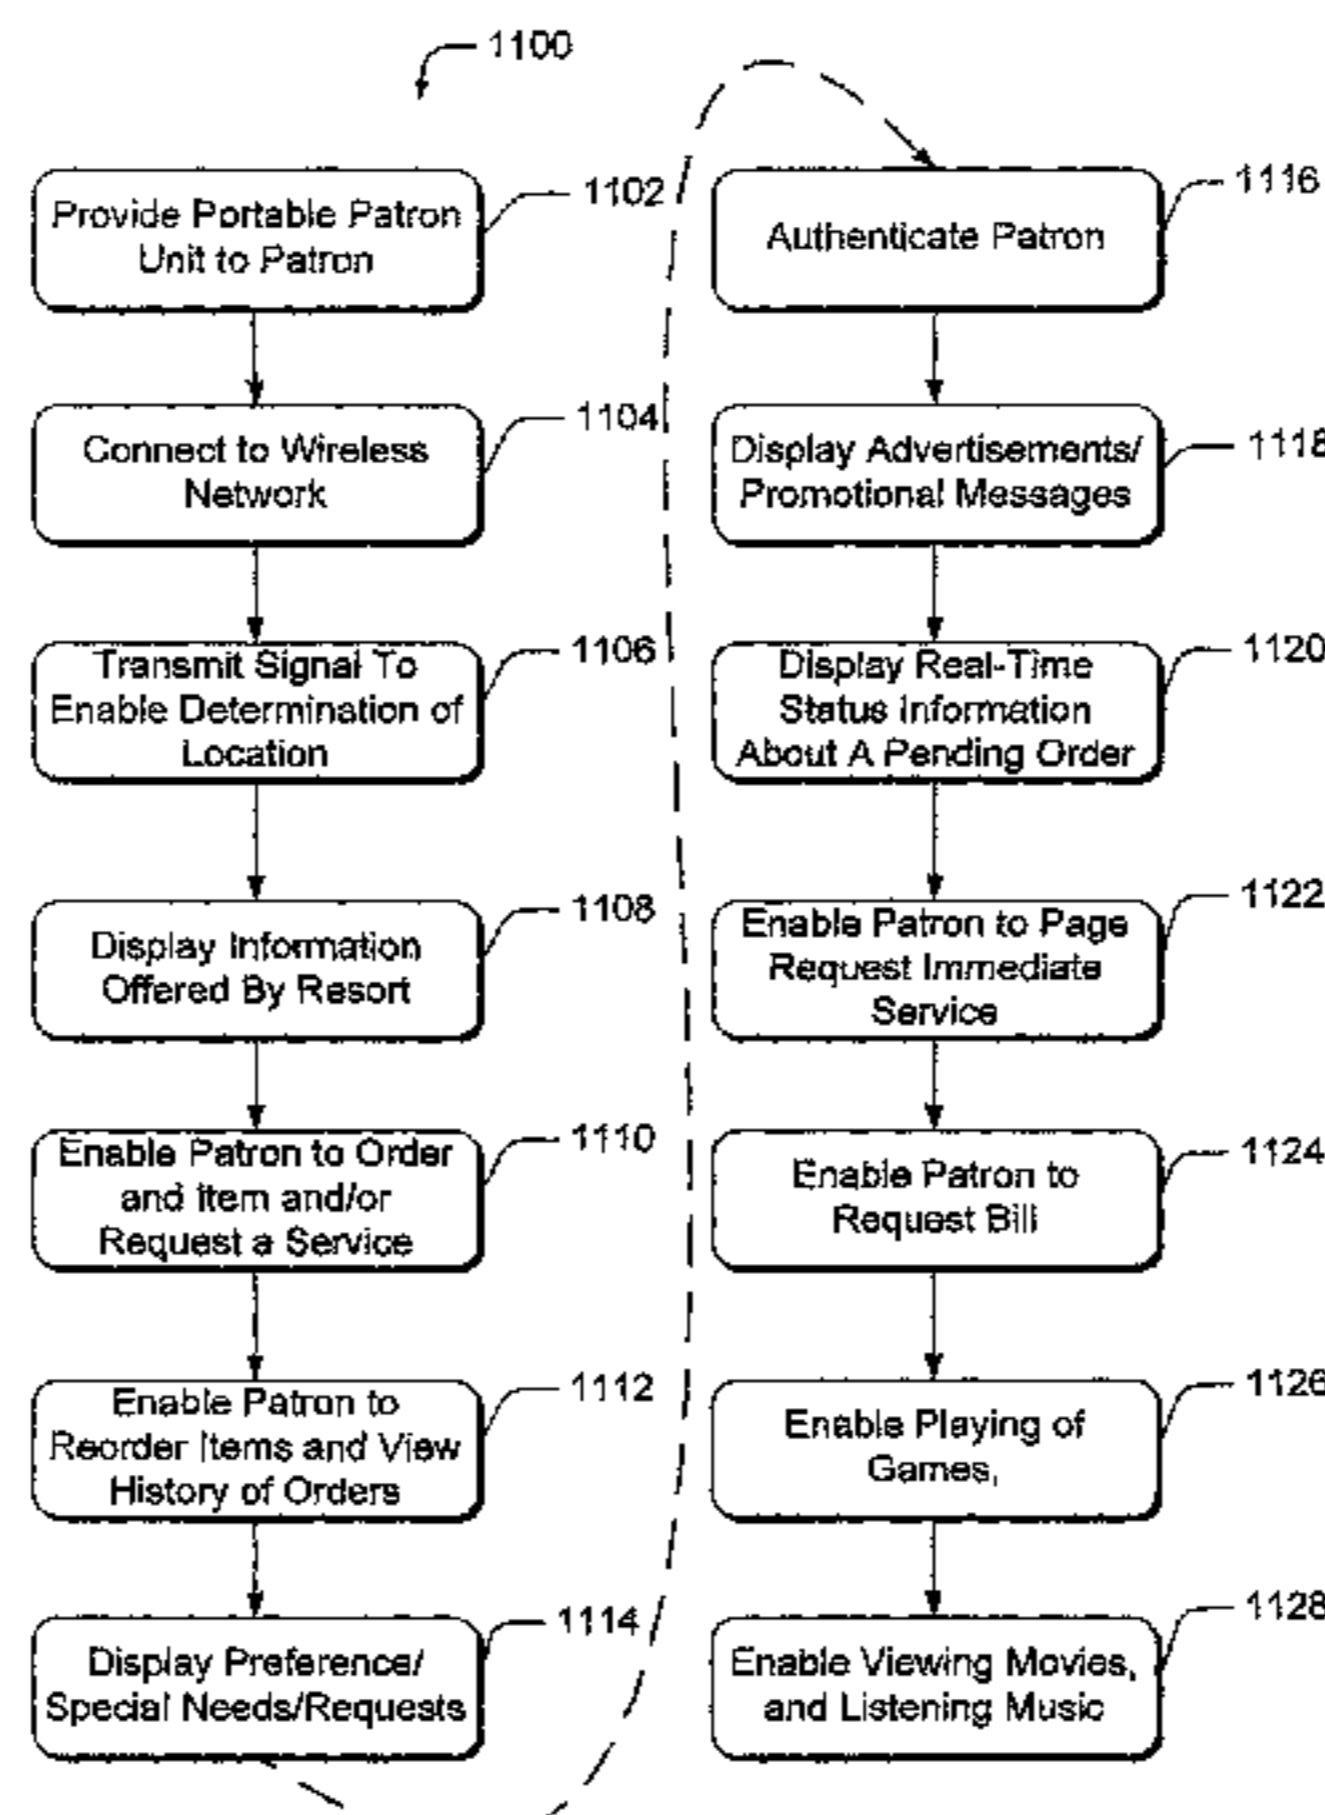 1100
Provide Portable Patron
Unit to Patron
1102
Connect to Wireless
Network
1104
Transmit Signal To
Enable Determination of
Location
1106
Display Information
Offered By Resort
1108
Enable Patron to Order
and Item and/or
Request a Service
1110
Enable Patron to
Reorder Items and View
History of Orders
1112
Display Preference/
Special Needs/Requests
1114
Authenticate Patron
1116
Display Advertisements/
Promotional Messages
1118
Display Real-Time
Status Information
About A Pending Order
1120
Enable Patron to Page
Request Immediate
Service
1122
Enable Patron to
Request Bill
1124
Enable Playing of
Games,
1126
Enable Viewing Movies,
and Listening Music
1128